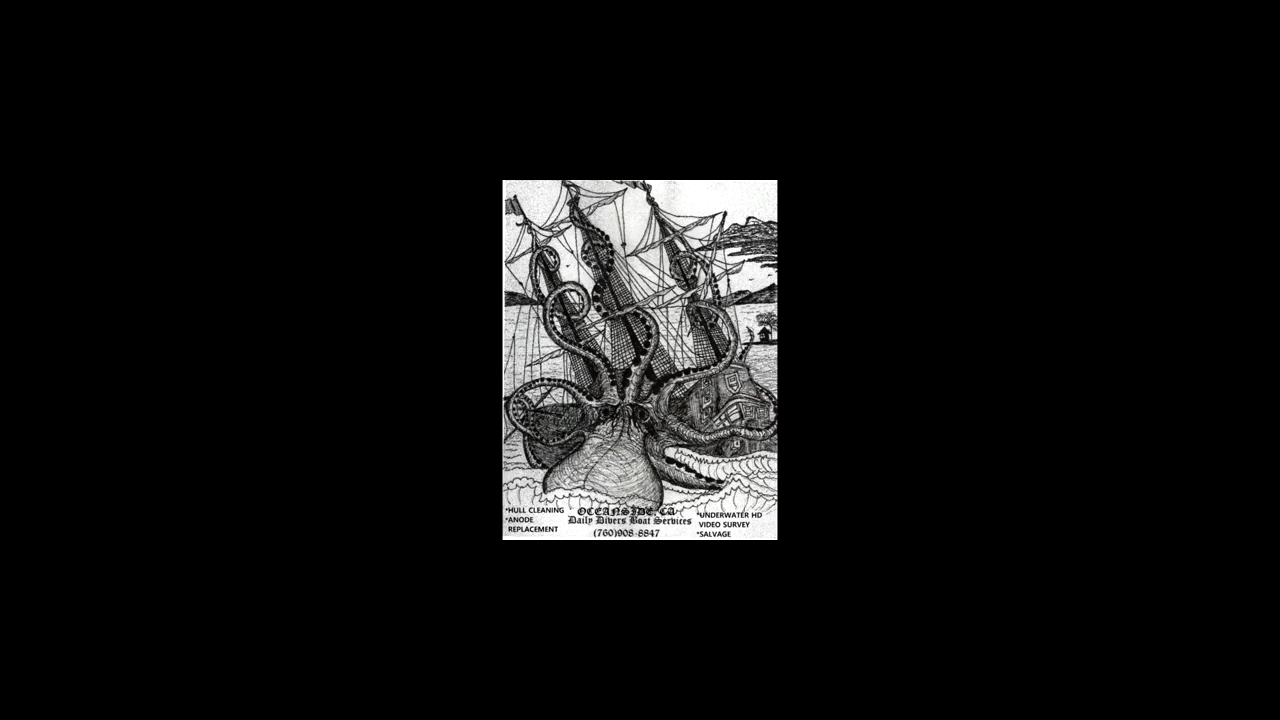 *HULL CLEANING
*ANODE
REPLACEMENT
OCEANSIDE, CA
Daily Divers Boat Services
(760)908-8847
*UNDERWATER HD
VIDEO SURVEY
*SALVAGE